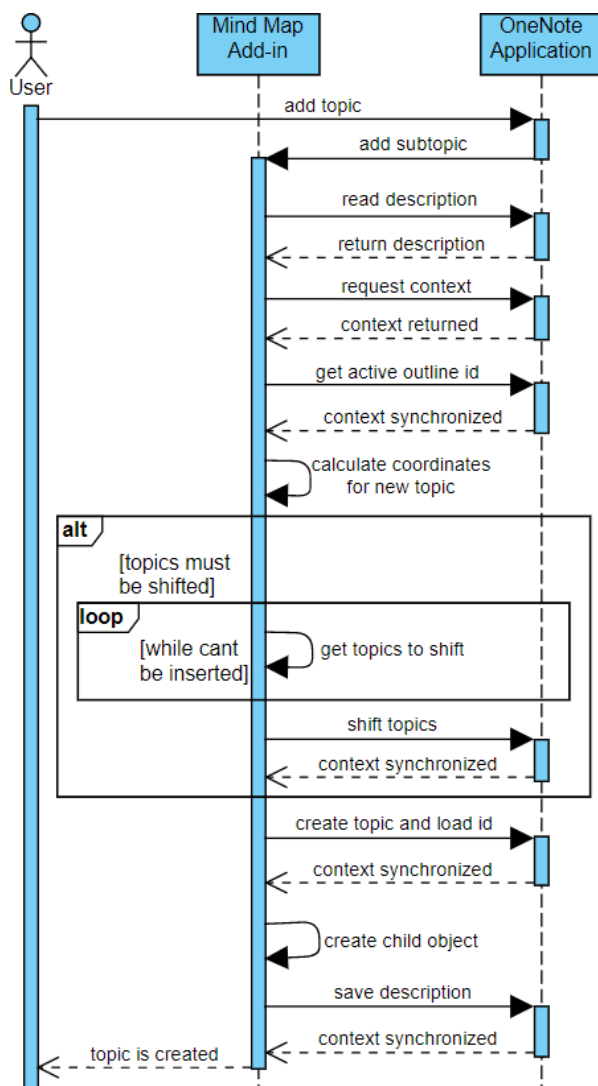 Mind Map
Add-in
OneNote
Application
User
add topic
add subtopic
read description
return description
request context
context returned
get active outline id
context synchronized
calculate coordinates
for new topic
alt
[topics must
be shifted]
loop
[while cant
be inserted]
get topics to shift
shift topics
context synchronized
create topic and load id
context synchronized
create child object
save description
context synchronized
topic is created